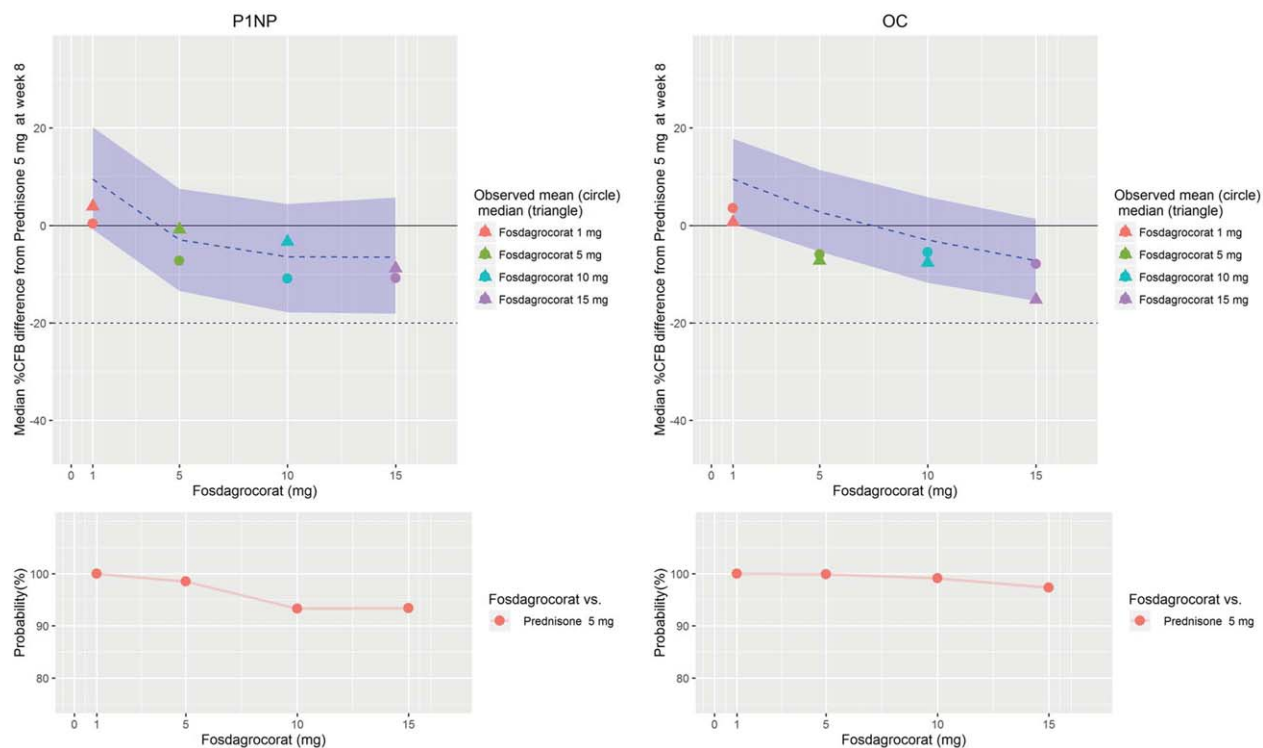 P1NP
Median %CFB difference from Prednisone 5 mg at week 8
20
0
-20
-40
0 1 5 10 15
Fosdagrocorat (mg)
Observed mean (circle)
median (triangle)
Fosdagrocorat 1 mg
Fosdagrocorat 5 mg
Fosdagrocorat 10 mg
Fosdagrocorat 15 mg
OC
Median %CFB difference from Prednisone 5 mg at week 8
20
0
-20
-40
0 1 5 10 15
Fosdagrocorat (mg)
Observed mean (circle)
median (triangle)
Fosdagrocorat 1 mg
Fosdagrocorat 5 mg
Fosdagrocorat 10 mg
Fosdagrocorat 15 mg
Probability(%)
100
90
80
0 1 5 10 15
Fosdagrocorat (mg)
Fosdagrocorat vs.
Prednisone 5 mg
Probability(%)
100
90
80
0 1 5 10 15
Fosdagrocorat (mg)
Fosdagrocorat vs.
Prednisone 5 mg